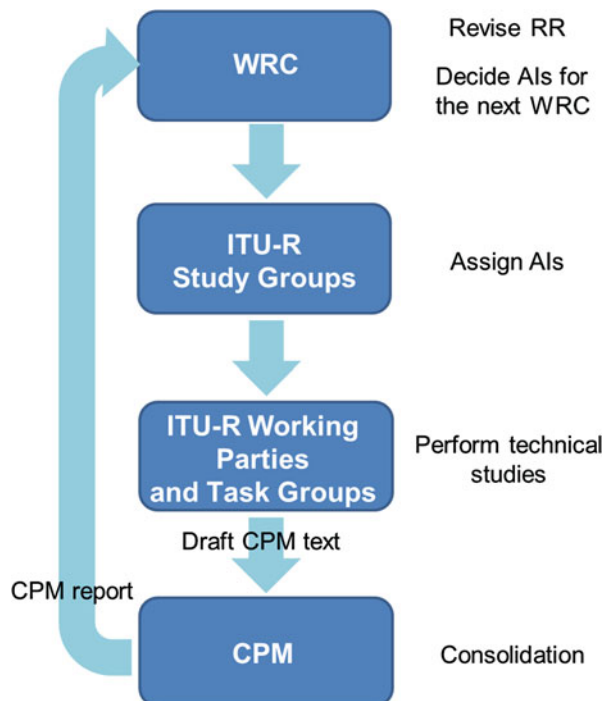 WRC
Revise RR
Decide AIs for
the next WRC
ITU-R
Study Groups
Assign AIs
ITU-R Working
Parties
and Task Groups
Perform technical
studies
Draft CPM text
CPM report
CPM
Consolidation